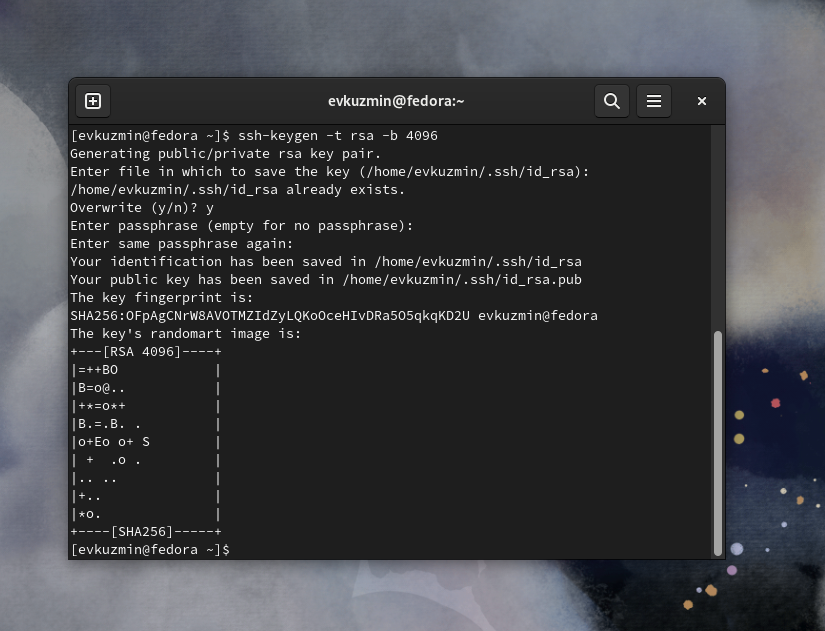 evkuzmin@fedora:~
[evkuzmin@fedora ~]$ ssh-keygen -t rsa -b 4096
Generating public/private rsa key pair.
Enter file in which to save the key (/home/evkuzmin/.ssh/id_rsa):
/home/evkuzmin/.ssh/id_rsa already exists.
Overwrite (y/n)? y
Enter passphrase (empty for no passphrase):
Enter same passphrase again:
Your identification has been saved in /home/evkuzmin/.ssh/id_rsa
Your public key has been saved in /home/evkuzmin/.ssh/id_rsa.pub
The key fingerprint is:
SHA256:OFpAgCNrW8AVOTMZIdZyLQKoOceHIvDRa5O5qkqKD2U evkuzmin@fedora
The key's randomart image is:
+---[RSA 4096]----+
|=++BO            |
|B=o@..           |
|+*=o*+           |
|B.=.B. .         |
|o+Eo o+ S        |
| +  .o .         |
|.. ..            |
|+..              |
|*o.              |
+----[SHA256]-----+
[evkuzmin@fedora ~]$